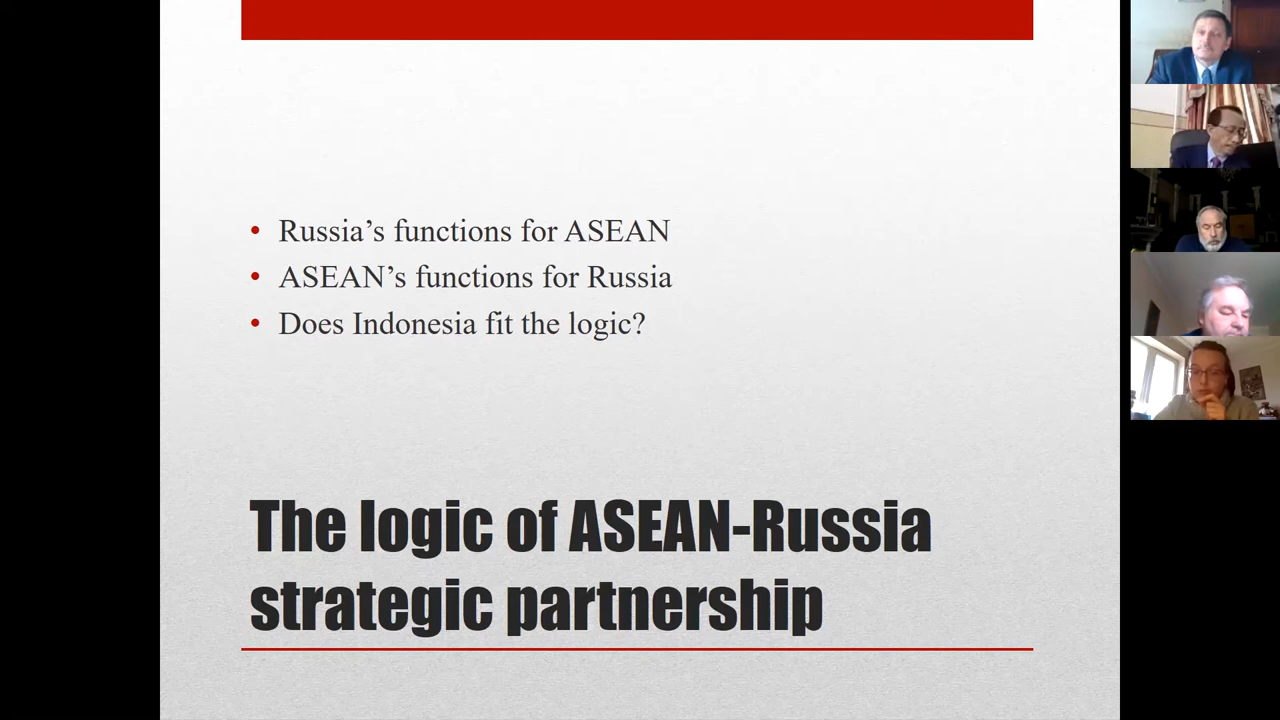 • Russia’s functions for ASEAN
• ASEAN’s functions for Russia
• Does Indonesia fit the logic?
The logic of ASEAN-Russia
strategic partnership